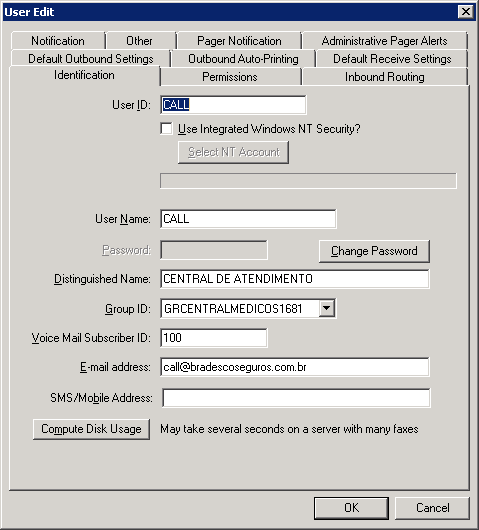 User Edit
Notification Other Pager Notification Administrative Pager Alerts
Default Outbound Settings Outbound Auto-Printing Default Receive Settings
Identification Permissions Inbound Routing
User ID: CALL
Use Integrated Windows NT Security?
Select NT Account
User Name: CALL
Password: Change Password
Distinguished Name: CENTRAL DE ATENDIMENTO
Group ID: GRCENTRALMEDICOS1681
Voice Mail Subscriber ID: 100
E-mail address: call@bradescoseguros.com.br
SMS/Mobile Address:
Compute Disk Usage May take several seconds on a server with many faxes
OK Cancel